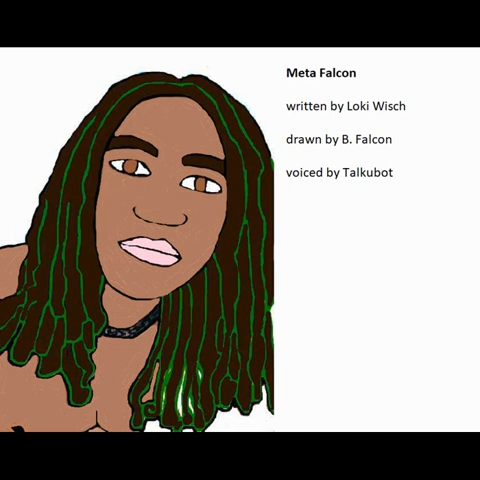 Meta Falcon
written by Loki Wisch
drawn by B. Falcon
voiced by Talkubot